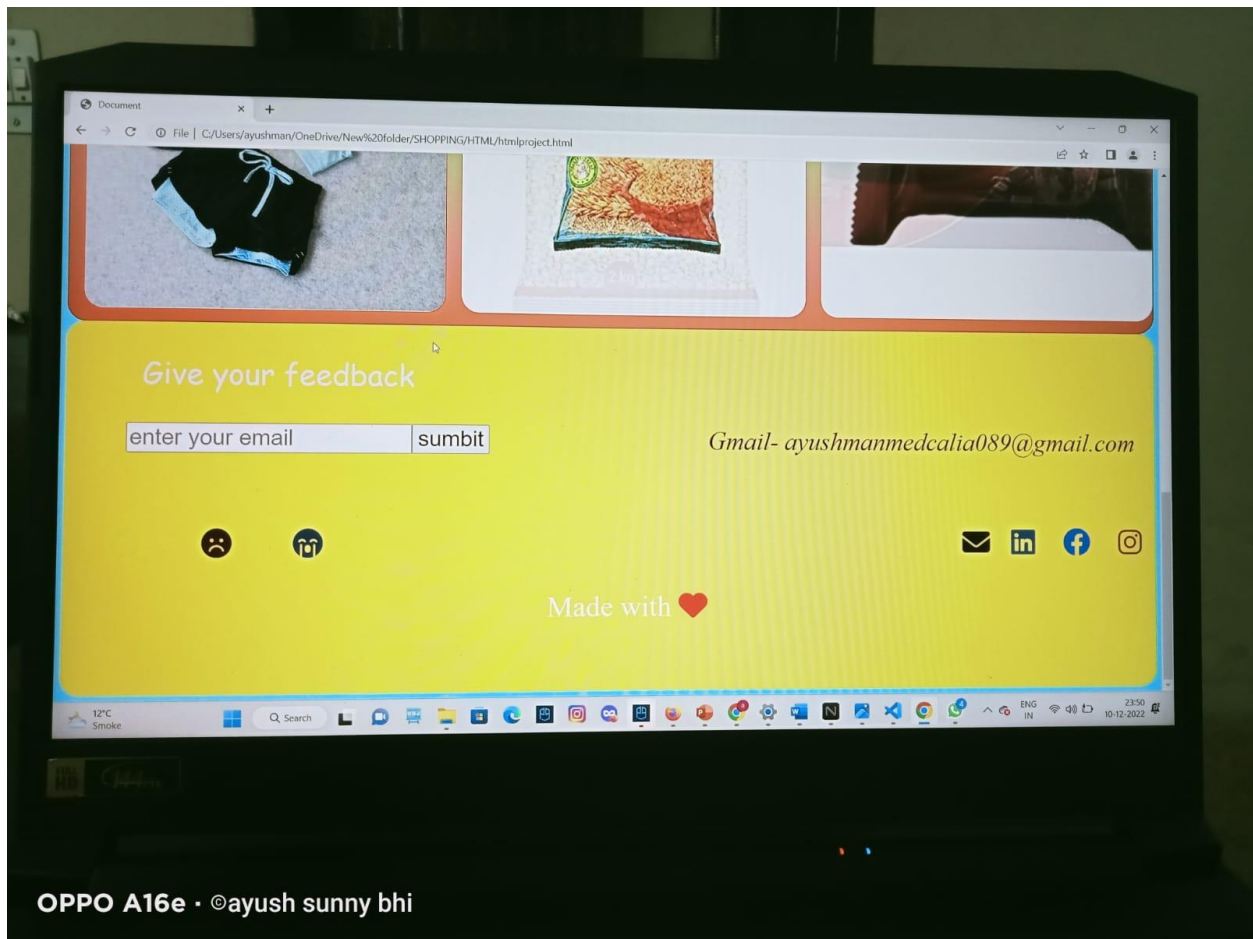 Document
File | C:/Users/ayushman/OneDrive/New%20folder/SHOPPING/HTML/htmlproject.html
Give your feedback
enter your email
sumbit
Gmail- ayushmanmedcalia089@gmail.com
Made with
12°C
Smoke
Search
ENG
IN
23:50
10-12-2022
FULL
HD
OPPO A16e · ©ayush sunny bhi